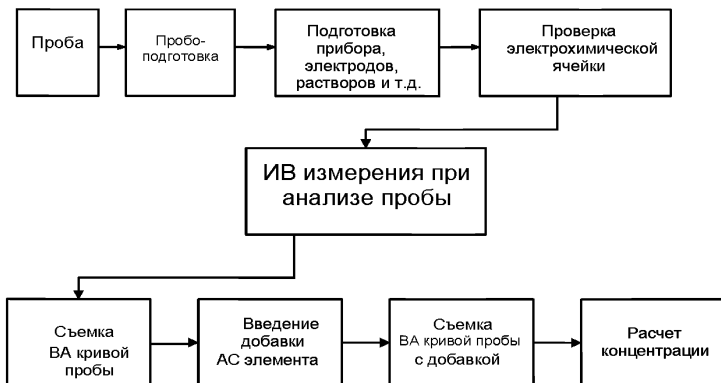 Проба
Пробо-
подготовка
Подготовка
прибора,
электродов,
растворов и т.д.
Проверка
электрохимической
ячейки
ИВ измерения при
анализе пробы
Съемка
ВА кривой
пробы
Введение
добавки
АС элемента
Съемка
ВА кривой пробы
с добавкой
Расчет
концентрации